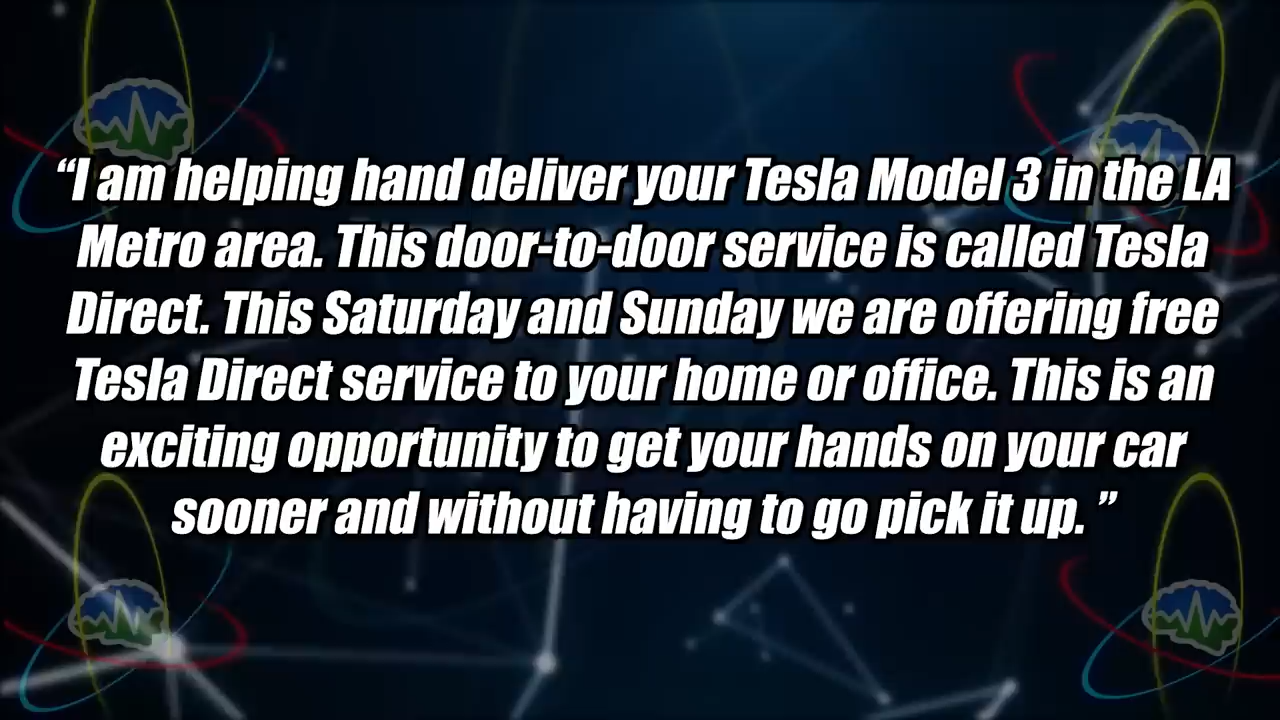 “I am helping hand deliver your Tesla Model 3 in the LA
Metro area. This door-to-door service is called Tesla
Direct. This Saturday and Sunday we are offering free
Tesla Direct service to your home or office. This is an
exciting opportunity to get your hands on your car
sooner and without having to go pick it up. ”